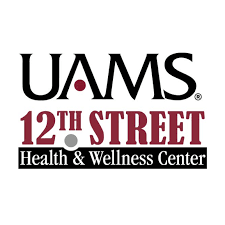 UAMS®
12TH STREET
Health & Wellness Center